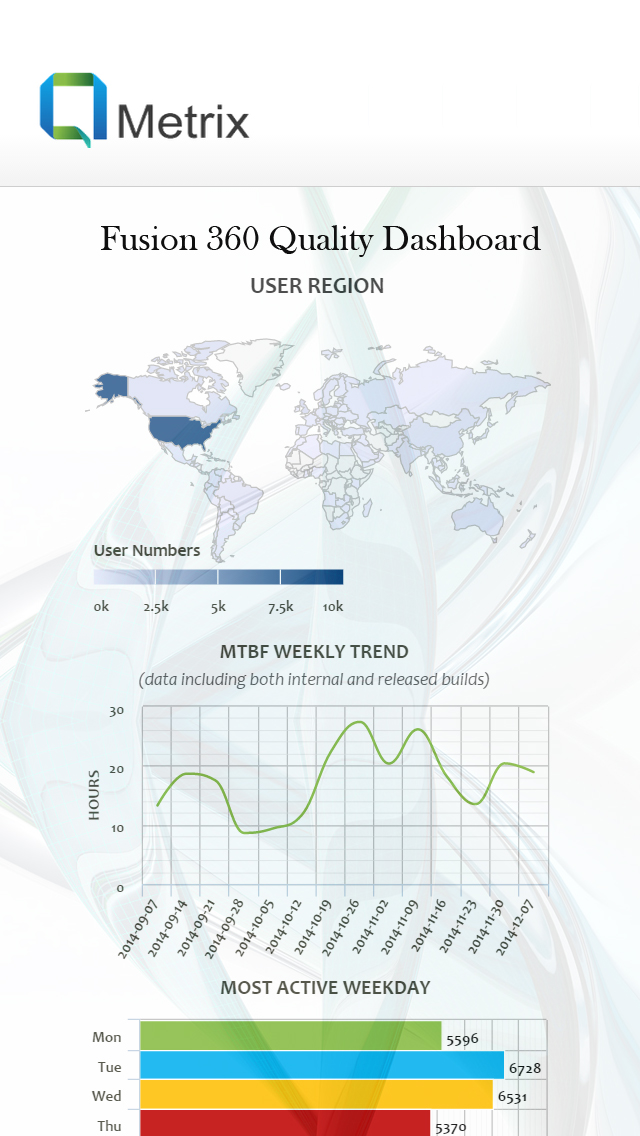 Metrix
Fusion 360 Quality Dashboard
USER REGION
User Numbers
0k 2.5k 5k 7.5k 10k
MTBF WEEKLY TREND
(data including both internal and released builds)
30
20
10
0
HOURS
2014-09-07 2014-09-14 2014-09-21 2014-09-28 2014-10-05 2014-10-12 2014-10-19 2014-10-26 2014-11-02 2014-11-09 2014-11-16 2014-11-23 2014-11-30 2014-12-07
MOST ACTIVE WEEKDAY
Mon 5596
Tue 6728
Wed 6531
Thu 5370